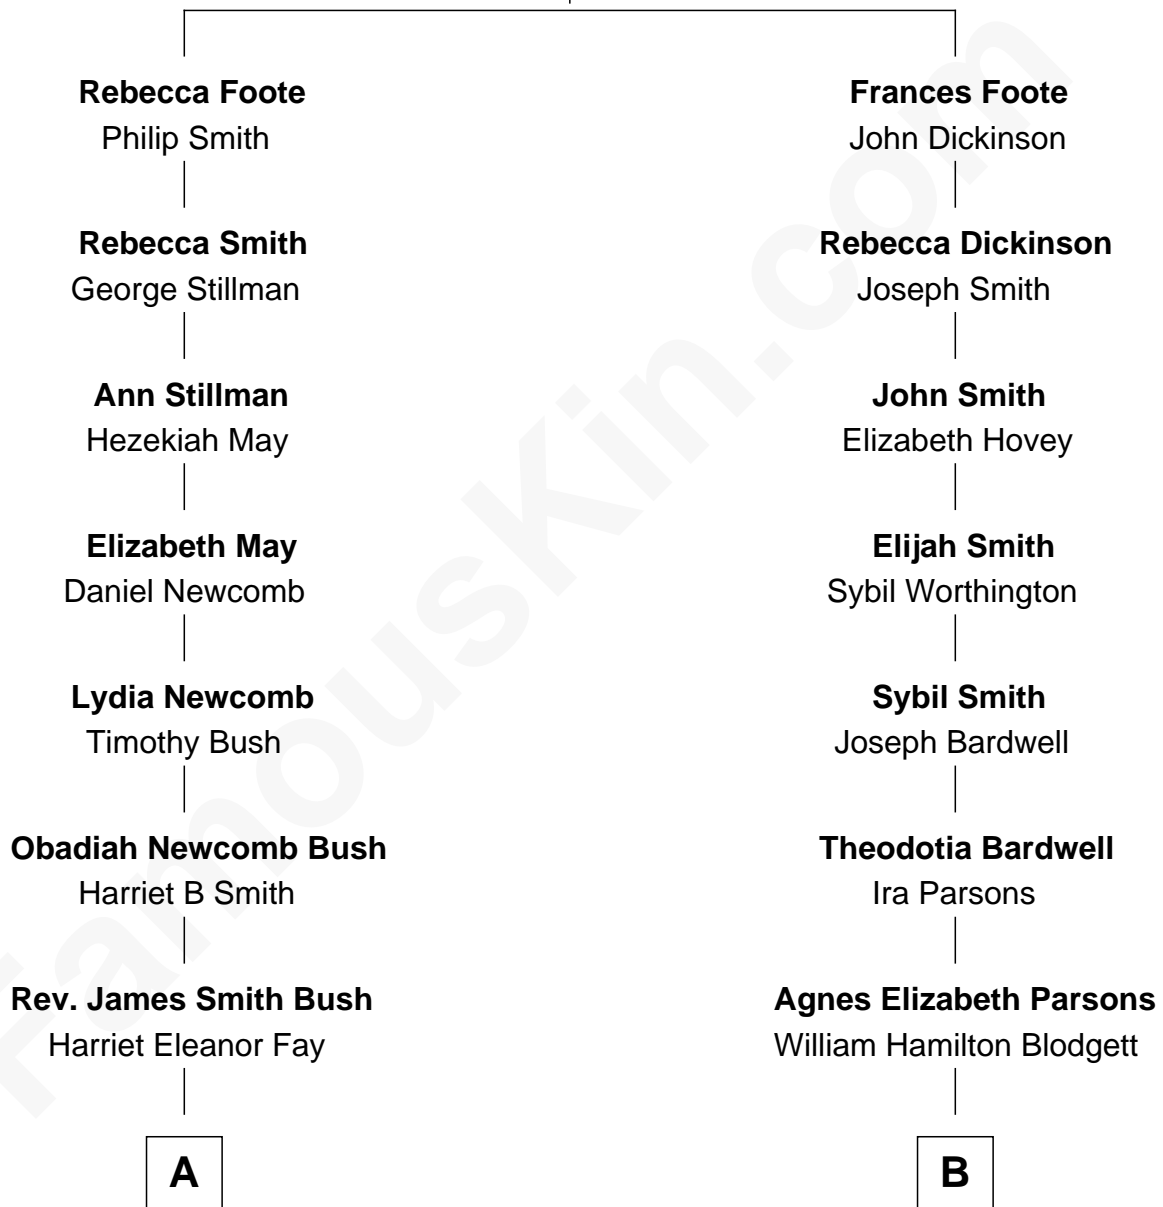 Rebecca Foote
Philip Smith
Rebecca Smith
George Stillman
Ann Stillman
Hezekiah May
Elizabeth May
Daniel Newcomb
Lydia Newcomb
Timothy Bush
Obadiah Newcomb Bush
Harriet B Smith
Rev. James Smith Bush
Harriet Eleanor Fay
A
Frances Foote
John Dickinson
Rebecca Dickinson
Joseph Smith
John Smith
Elizabeth Hovey
Elijah Smith
Sybil Worthington
Sybil Smith
Joseph Bardwell
Theodotia Bardwell
Ira Parsons
Agnes Elizabeth Parsons
William Hamilton Blodgett
B
FamousKin.com